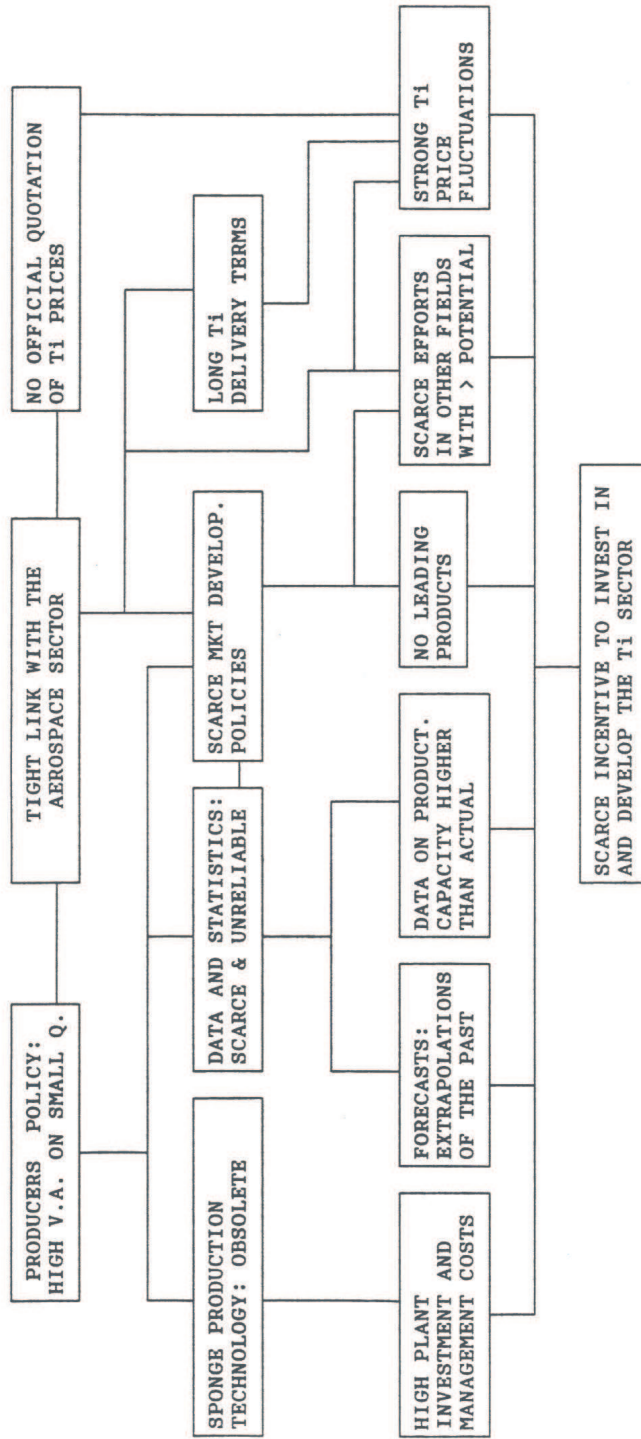 PRODUCERS POLICY:
HIGH V.A. ON SMALL Q.
TIGHT LINK WITH THE
AEROSPACE SECTOR
NO OFFICIAL QUOTATION
OF Ti PRICES
SPONGE PRODUCTION
TECHNOLOGY: OBSOLETE
DATA AND STATISTICS:
SCARCE & UNRELIABLE
SCARCE MKT DEVELOP.
POLICIES
LONG Ti
DELIVERY TERMS
HIGH PLANT
INVESTMENT AND
MANAGEMENT COSTS
FORECASTS:
EXTRAPOLATIONS
OF THE PAST
DATA ON PRODUCT.
CAPACITY HIGHER
THAN ACTUAL
NO LEADING
PRODUCTS
SCARCE EFFORTS
IN OTHER FIELDS
WITH > POTENTIAL
STRONG Ti
PRICE
FLUCTUATIONS
SCARCE INCENTIVE TO INVEST IN
AND DEVELOP THE Ti SECTOR